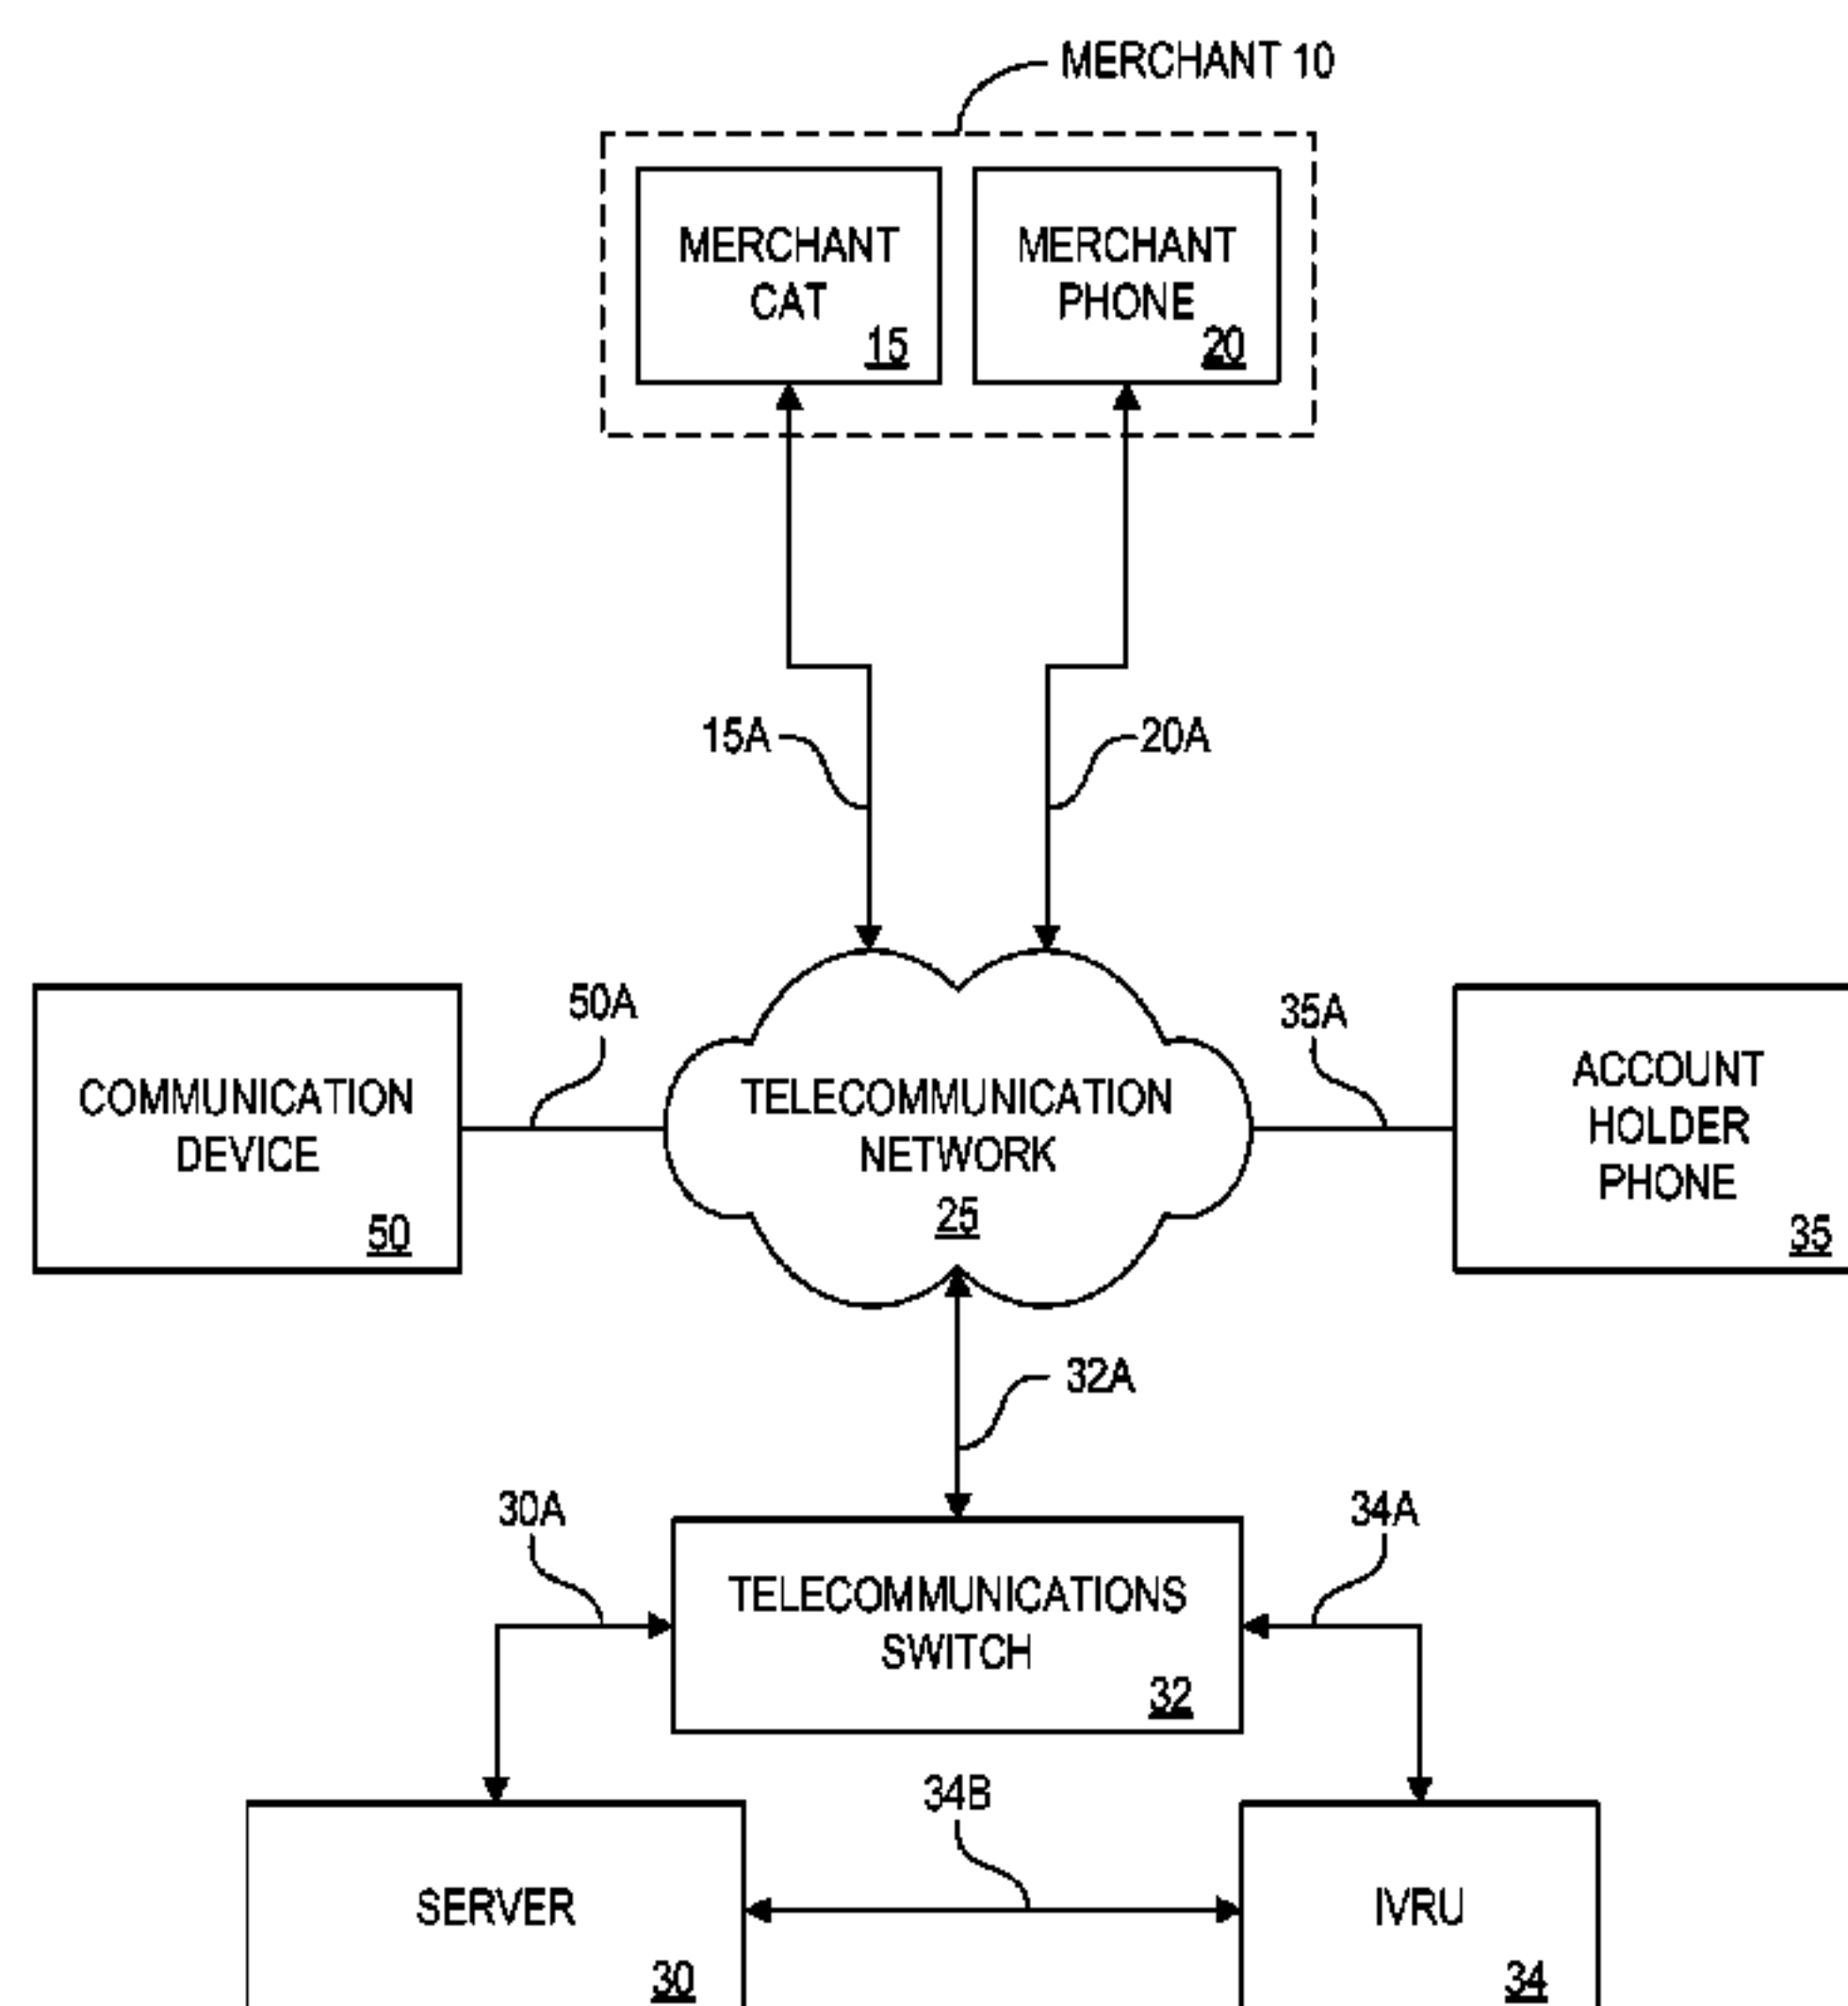 MERCHANT 10
MERCHANT
CAT
15
MERCHANT
PHONE
20
15A
20A
50A
35A
COMMUNICATION
DEVICE
50
TELECOMMUNICATION
NETWORK
25
ACCOUNT
HOLDER
PHONE
35
32A
30A
34A
TELECOMMUNICATIONS
SWITCH
32
34B
SERVER
30
IVRU
34